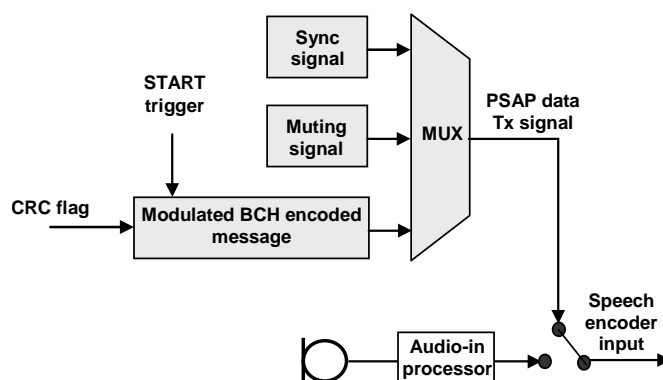 Sync
signal
START
trigger
PSAP data
Tx signal
Muting
signal
MUX
CRC flag
Modulated BCH encoded
message
Speech
encoder
input
Audio-in
processor